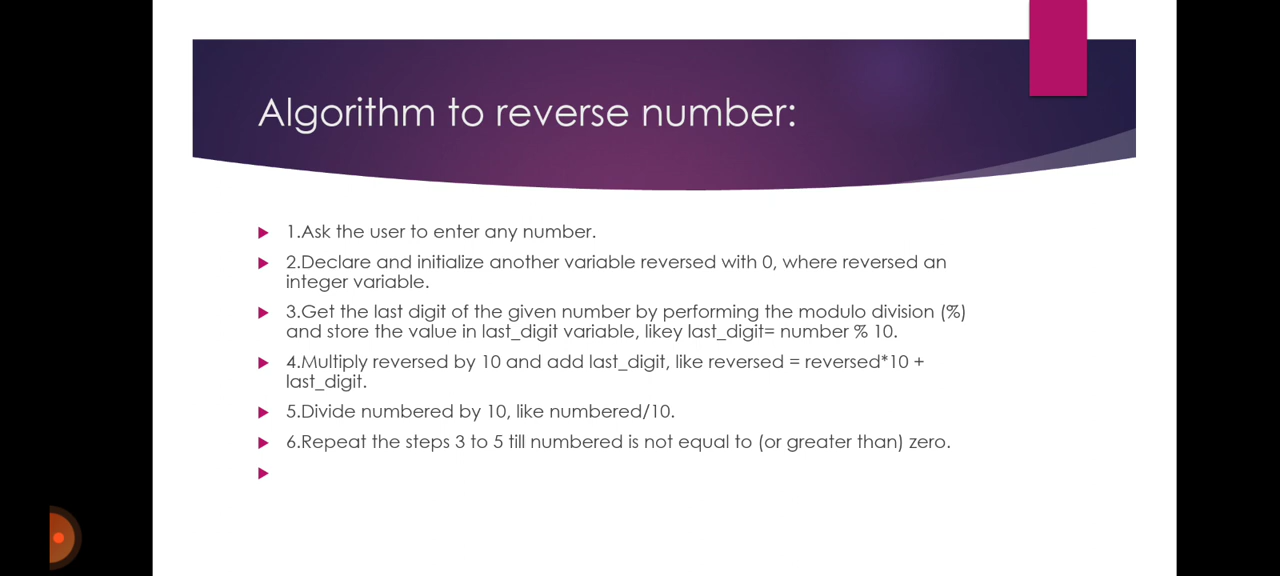 Algorithm to reverse number:
1.Ask the user to enter any number.
2.Declare and initialize another variable reversed with 0, where reversed an
integer variable.
3.Get the last digit of the given number by performing the modulo division (%)
and store the value in last_digit variable, likey last_digit= number % 10.
4.Multiply reversed by 10 and add last_digit, like reversed = reversed*10 +
last_digit.
5.Divide numbered by 10, like numbered/10.
6.Repeat the steps 3 to 5 till numbered is not equal to (or greater than) zero.